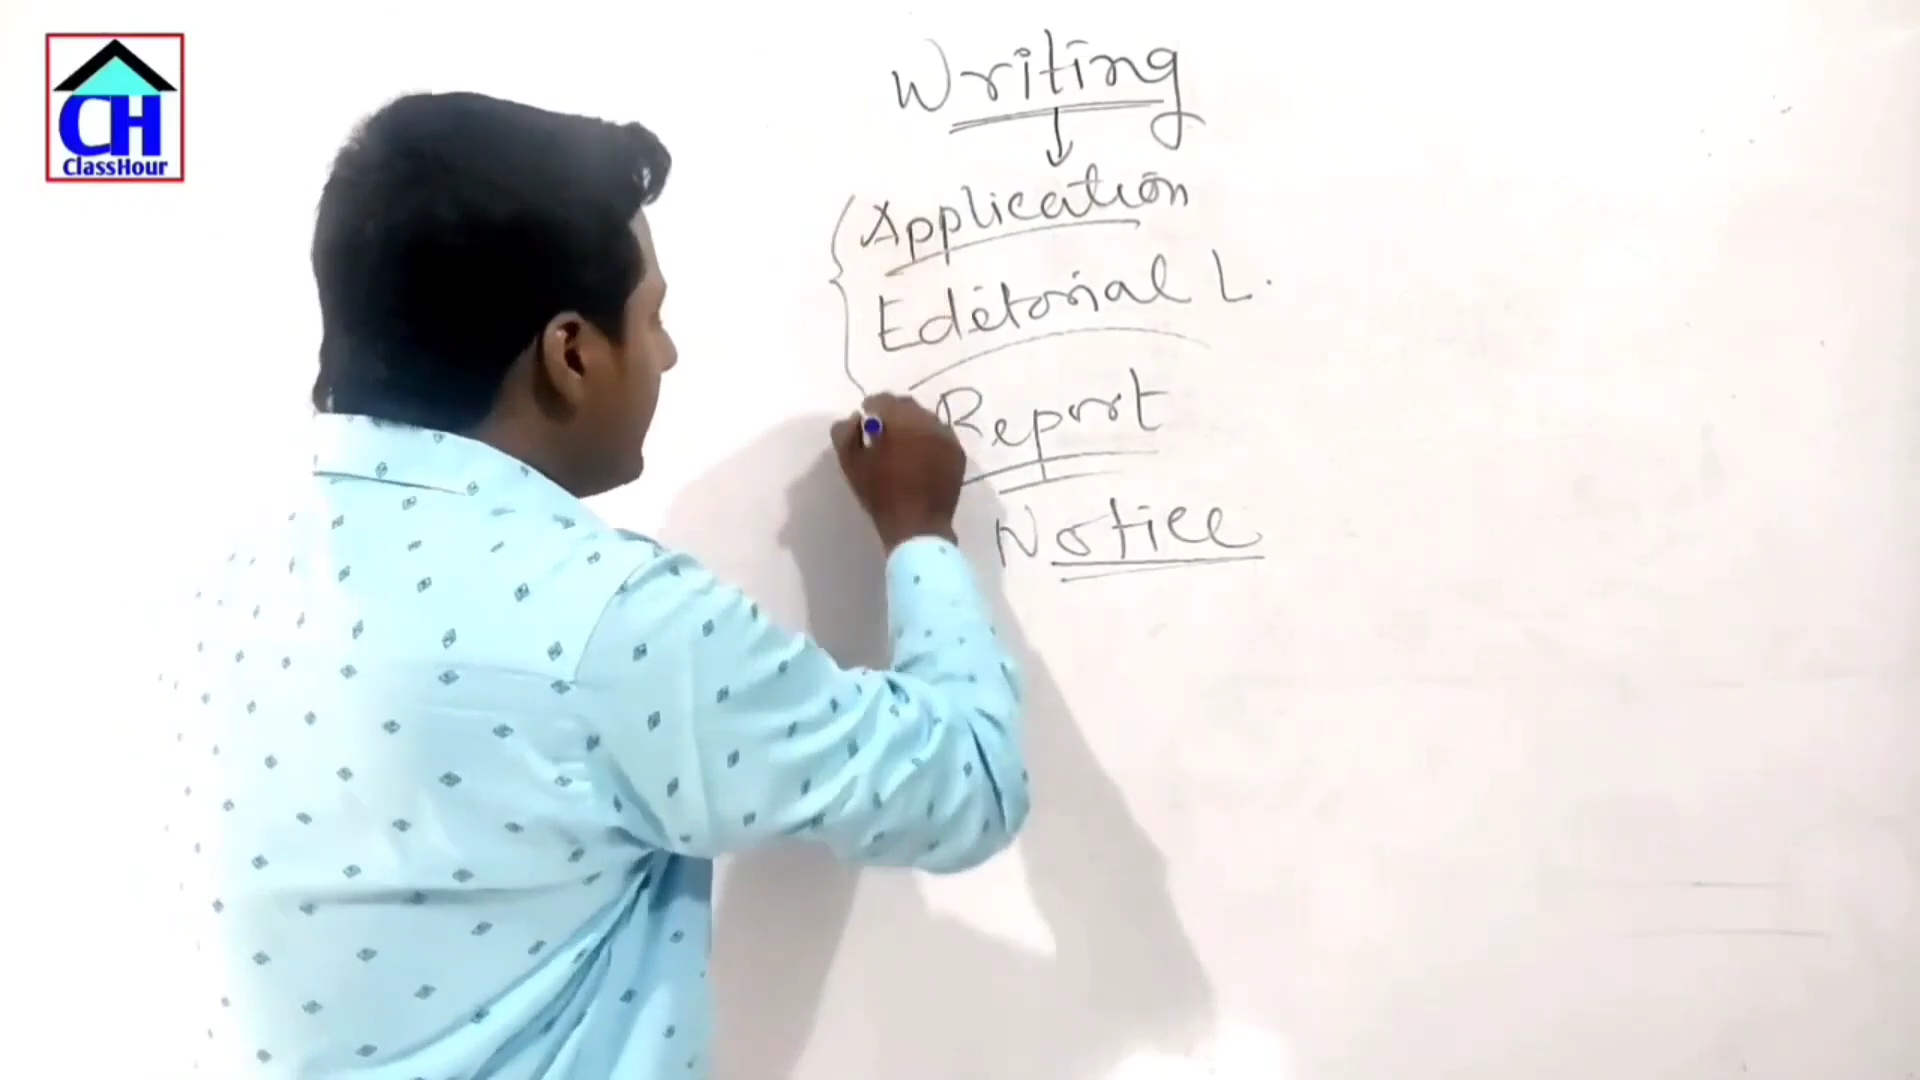 CH
ClassHour
Writing
Application
Editorial L.
Report
Notice